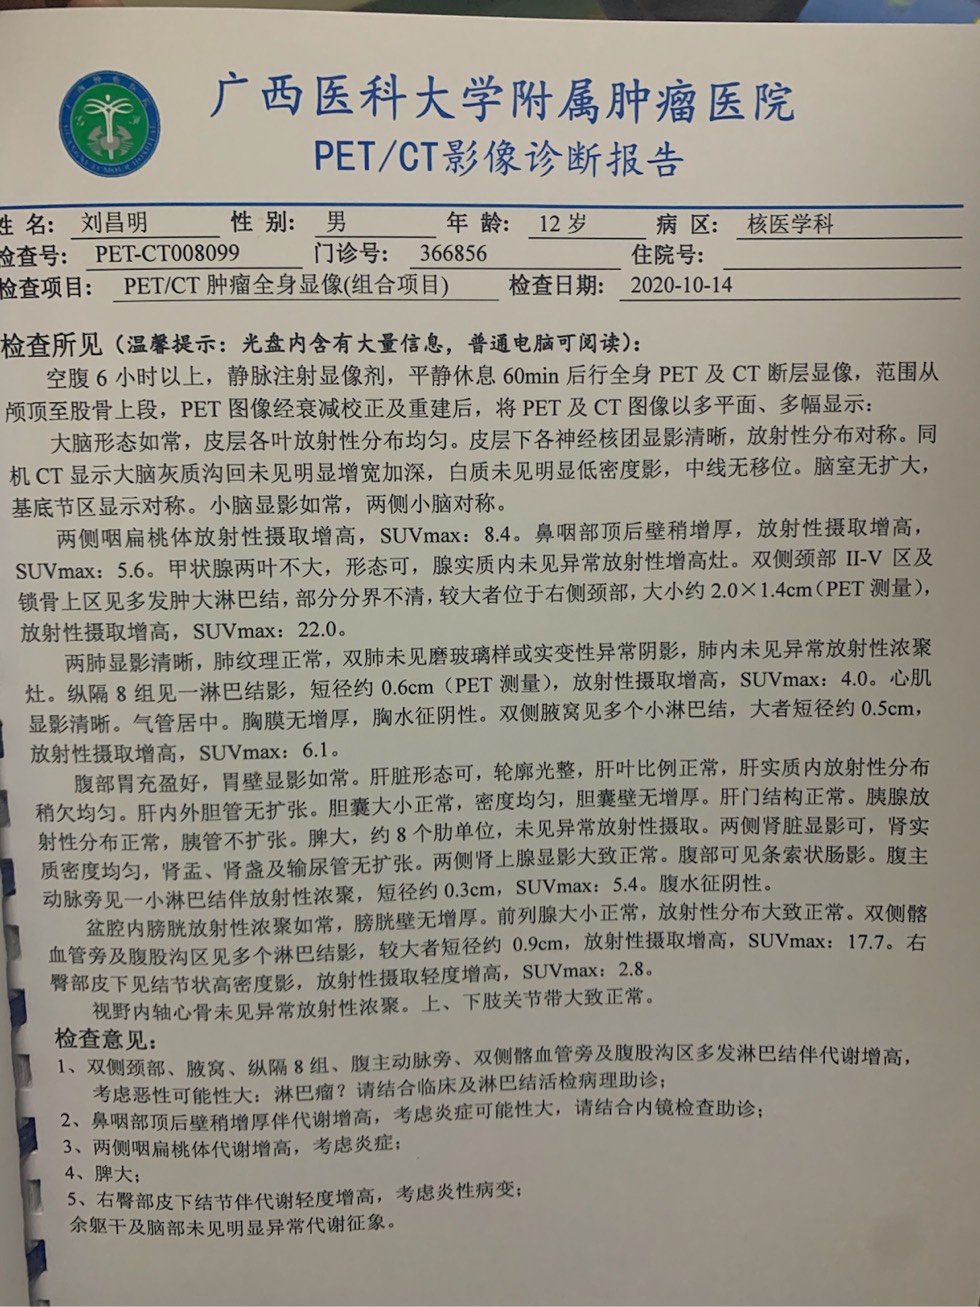 广西医科大学附属肿瘤医院
PET/CT影像诊断报告
姓 名: 刘昌明 性 别: 男 年 龄: 12 岁 病 区: 核医学科
检查号: PET-CT008099 门诊号: 366856 住院号:
检查项目: PET/CT 肿瘤全身显像(组合项目) 检查日期: 2020-10-14
检查所见（温馨提示：光盘内含有大量信息，普通电脑可阅读）：
空腹 6 小时以上，静脉注射显像剂，平静休息 60min 后行全身 PET 及 CT 断层显像，范围从
颅顶至股骨上段，PET 图像经衰减校正及重建后，将 PET 及 CT 图像以多平面、多幅显示：
大脑形态如常，皮层各叶放射性分布均匀。皮层下各神经核团显影清晰，放射性分布对称。同
机 CT 显示大脑灰质沟回未见明显增宽加深，白质未见明显低密度影，中线无移位。脑室无扩大，
基底节区显示对称。小脑显影如常，两侧小脑对称。
两侧咽扁桃体放射性摄取增高，SUVmax：8.4。鼻咽部顶后壁稍增厚，放射性摄取增高，
SUVmax：5.6。甲状腺两叶不大，形态可，腺实质内未见异常放射性增高灶。双侧颈部 II-V 区及
锁骨上区见多发肿大淋巴结，部分分界不清，较大者位于右侧颈部，大小约 2.0×1.4cm（PET 测量），
放射性摄取增高，SUVmax：22.0。
两肺显影清晰，肺纹理正常，双肺未见磨玻璃样或实变性异常阴影，肺内未见异常放射性浓聚
灶。纵隔 8 组见一淋巴结影，短径约 0.6cm（PET 测量），放射性摄取增高，SUVmax：4.0。心肌
显影清晰。气管居中。胸膜无增厚，胸水征阴性。双侧腋窝见多个小淋巴结，大者短径约 0.5cm，
放射性摄取增高，SUVmax：6.1。
腹部胃充盈好，胃壁显影如常。肝脏形态可，轮廓光整，肝叶比例正常，肝实质内放射性分布
稍欠均匀。肝内外胆管无扩张。胆囊大小正常，密度均匀，胆囊壁无增厚。肝门结构正常。胰腺放
射性分布正常，胰管不扩张。脾大，约 8 个肋单位，未见异常放射性摄取。两侧肾脏显影可，肾实
质密度均匀，肾盂、肾盏及输尿管无扩张。两侧肾上腺显影大致正常。腹部可见条索状肠影。腹主
动脉旁见一小淋巴结伴放射性浓聚，短径约 0.3cm，SUVmax：5.4。腹水征阴性。
盆腔内膀胱放射性浓聚如常，膀胱壁无增厚。前列腺大小正常，放射性分布大致正常。双侧髂
血管旁及腹股沟区见多个淋巴结影，较大者短径约 0.9cm，放射性摄取增高，SUVmax：17.7。右
臀部皮下见结节状高密度影，放射性摄取轻度增高，SUVmax：2.8。
视野内轴心骨未见异常放射性浓聚。上、下肢关节带大致正常。
检查意见：
1、双侧颈部、腋窝、纵隔 8 组、腹主动脉旁、双侧髂血管旁及腹股沟区多发淋巴结伴代谢增高，
考虑恶性可能性大：淋巴瘤？请结合临床及淋巴结活检病理助诊；
2、鼻咽部顶后壁稍增厚伴代谢增高，考虑炎症可能性大，请结合内镜检查助诊；
3、两侧咽扁桃体代谢增高，考虑炎症；
4、脾大；
5、右臀部皮下结节伴代谢轻度增高，考虑炎性病变；
余躯干及脑部未见明显异常代谢征象。